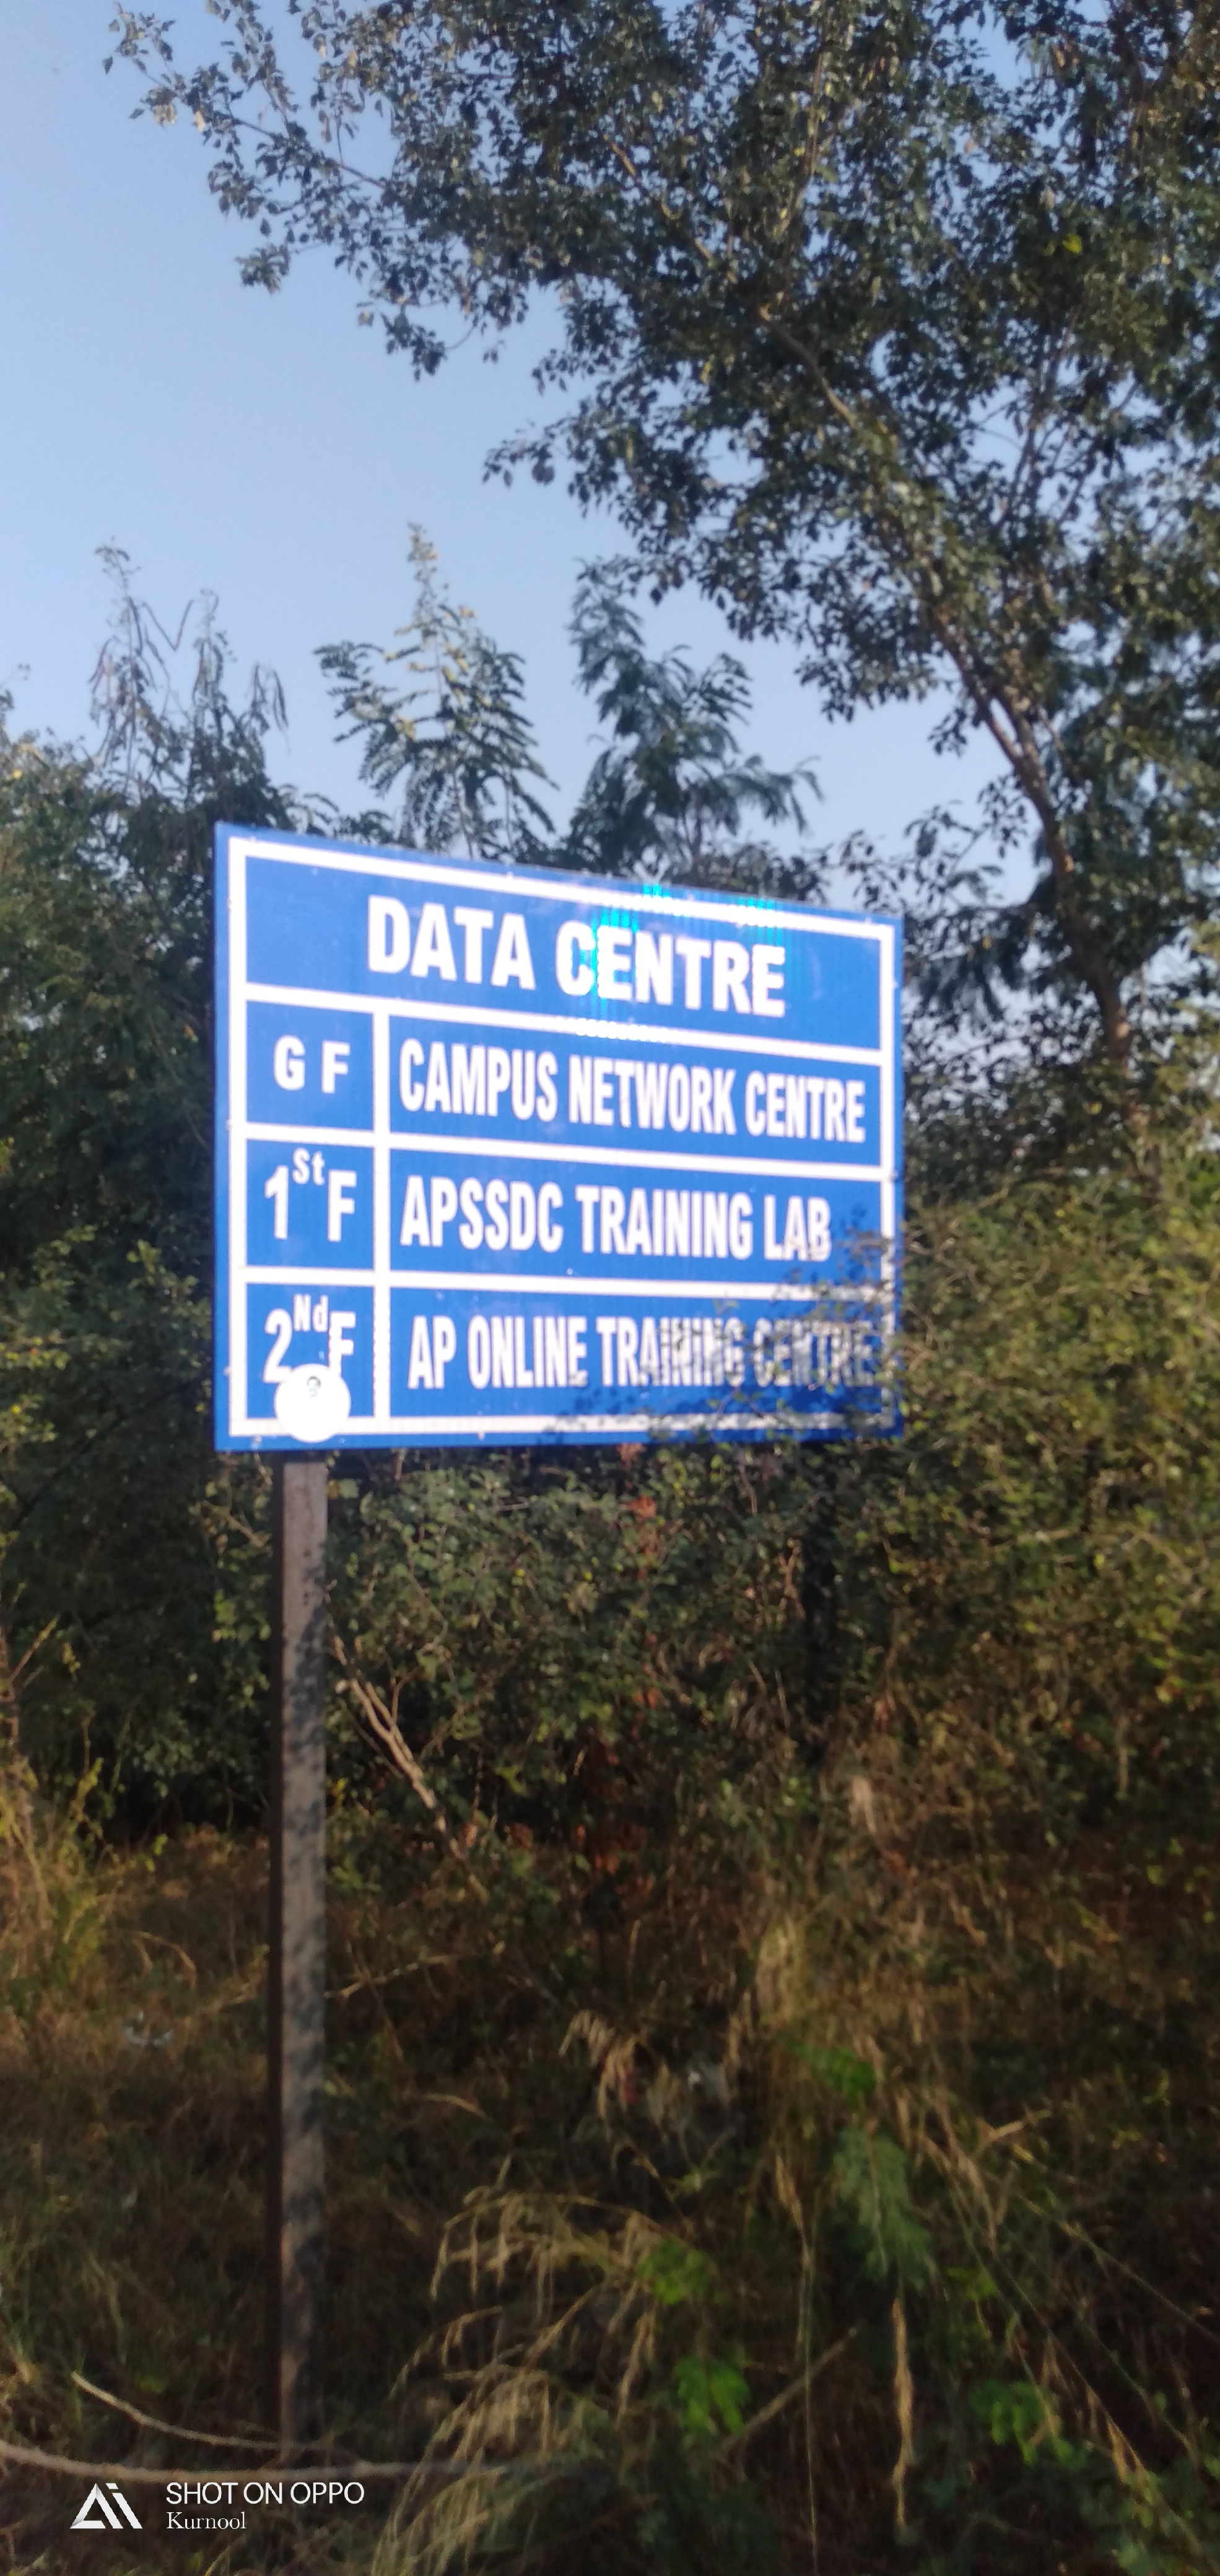 DATA CENTRE
G F CAMPUS NETWORK CENTRE
1St F APSSDC TRAINING LAB
2Nd F AP ONLINE TRAINING CENTRE
SHOT ON OPPO
Kurnool